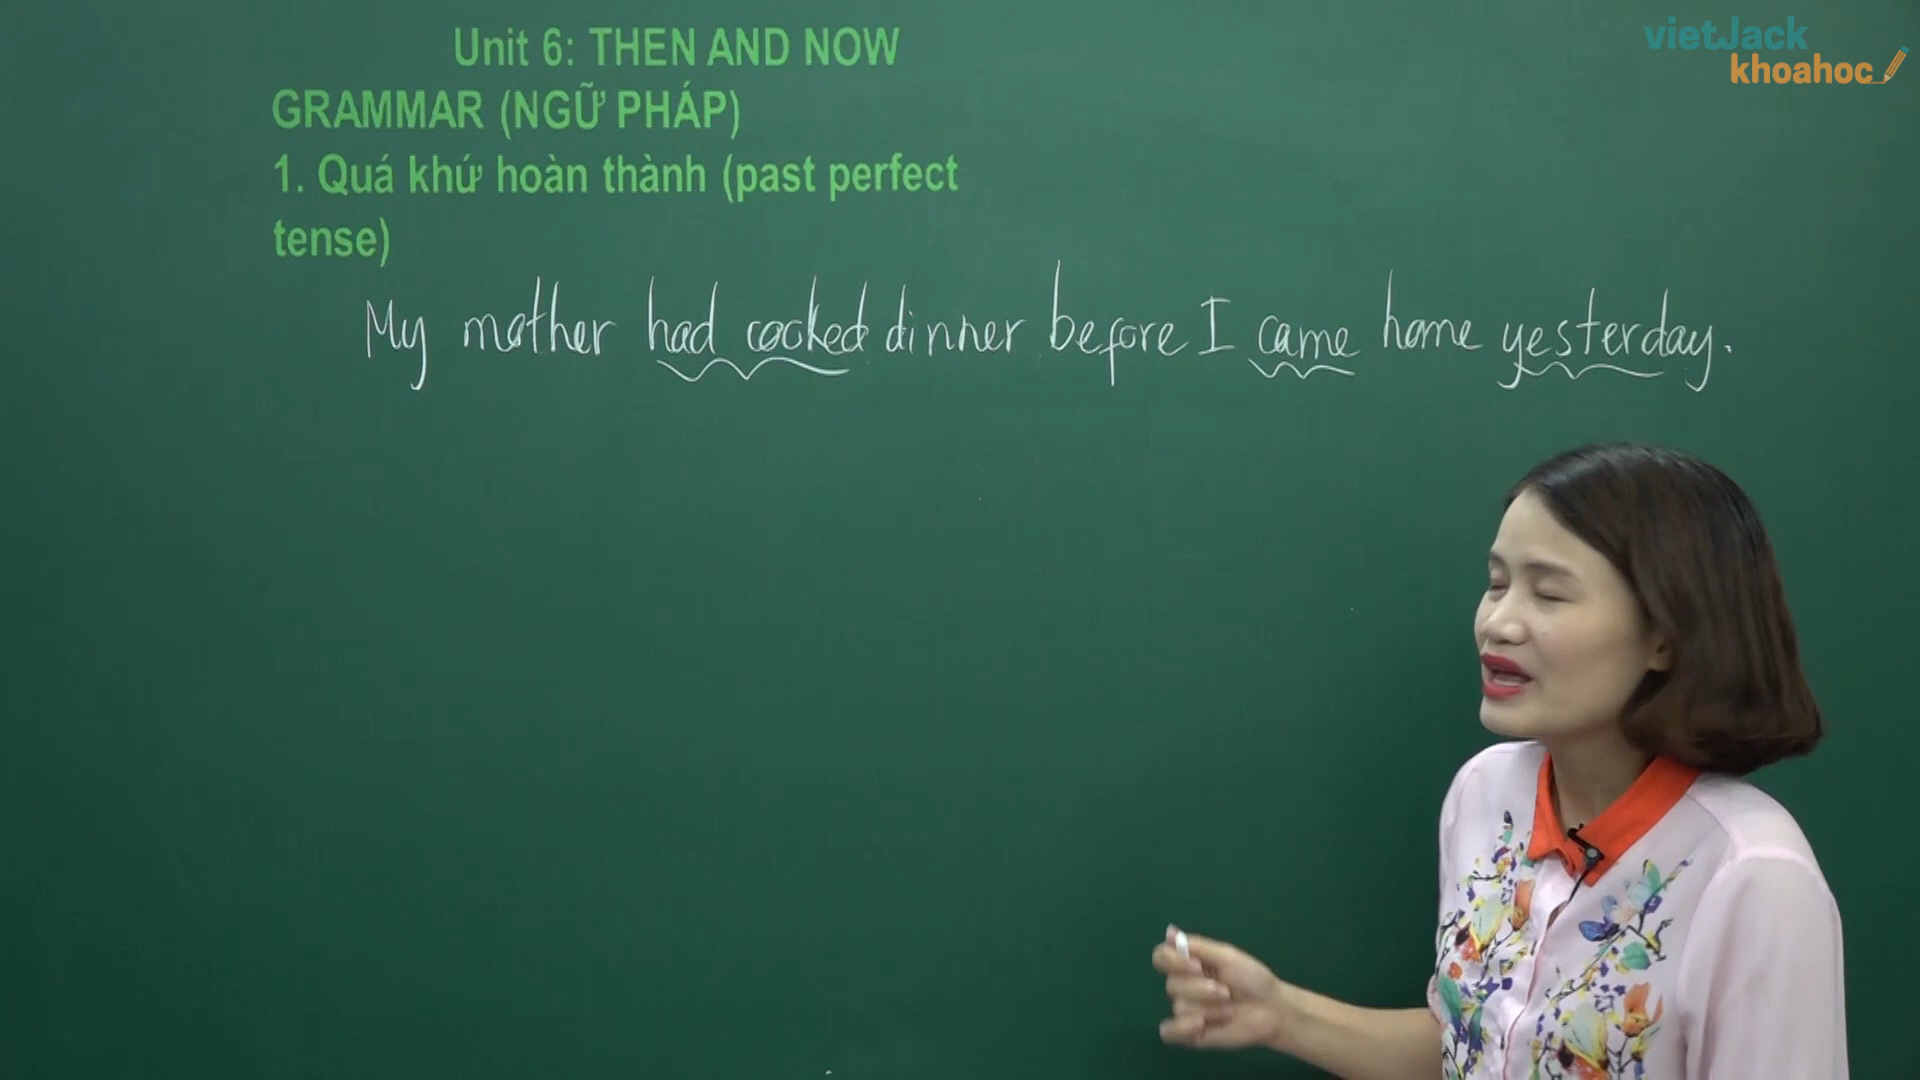 vietJack
khoahoc
Unit 6: THEN AND NOW
GRAMMAR (NGỮ PHÁP)
1. Quá khứ hoàn thành (past perfect
tense)
My mother had cooked dinner before I came home yesterday.